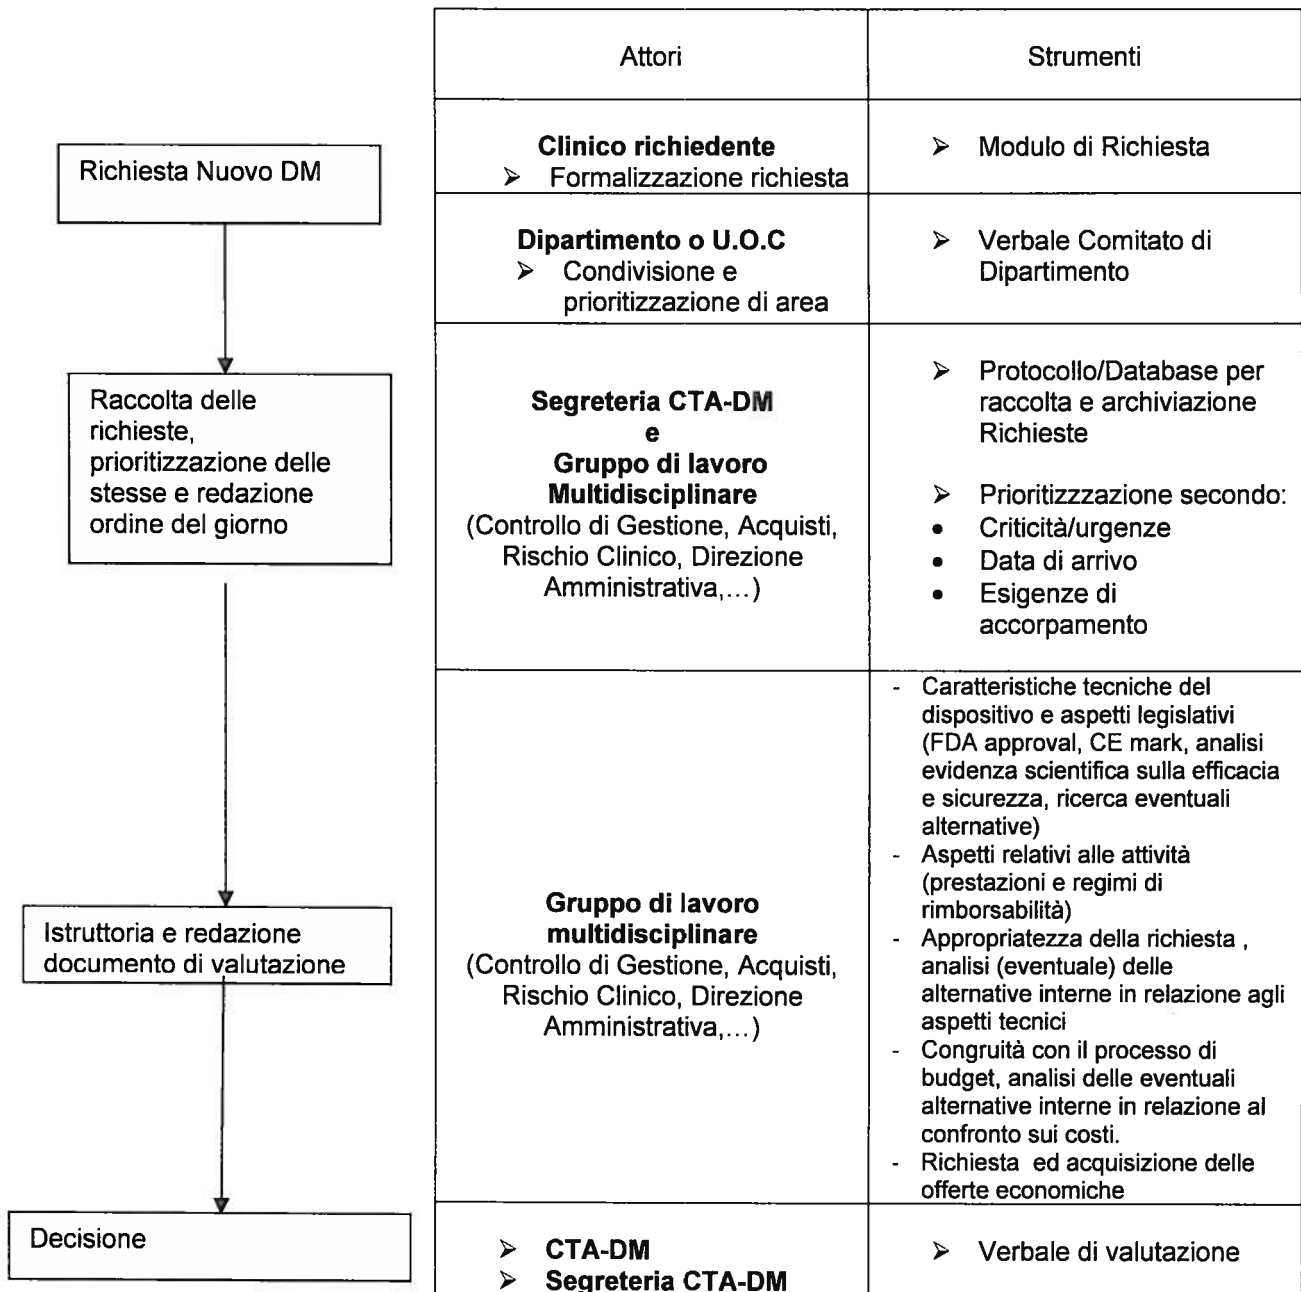 Attori
Strumenti
Richiesta Nuovo DM
Clinico richiedente
➢ Formalizzazione richiesta
➢ Modulo di Richiesta
Dipartimento o U.O.C
➢ Condivisione e
prioritizzazione di area
➢ Verbale Comitato di
Dipartimento
Raccolta delle
richieste,
prioritizzazione delle
stesse e redazione
ordine del giorno
Segreteria CTA-DM
e
Gruppo di lavoro
Multidisciplinare
(Controllo di Gestione, Acquisti,
Rischio Clinico, Direzione
Amministrativa,…)
➢ Protocollo/Database per
raccolta e archiviazione
Richieste
➢ Prioritizzzazione secondo:
• Criticità/urgenze
• Data di arrivo
• Esigenze di
accorpamento
Istruttoria e redazione
documento di valutazione
Gruppo di lavoro
multidisciplinare
(Controllo di Gestione, Acquisti,
Rischio Clinico, Direzione
Amministrativa,…)
- Caratteristiche tecniche del
dispositivo e aspetti legislativi
(FDA approval, CE mark, analisi
evidenza scientifica sulla efficacia
e sicurezza, ricerca eventuali
alternative)
- Aspetti relativi alle attività
(prestazioni e regimi di
rimborsabilità)
- Appropriatezza della richiesta ,
analisi (eventuale) delle
alternative interne in relazione agli
aspetti tecnici
- Congruità con il processo di
budget, analisi delle eventuali
alternative interne in relazione al
confronto sui costi.
- Richiesta ed acquisizione delle
offerte economiche
Decisione
➢ CTA-DM
➢ Segreteria CTA-DM
➢ Verbale di valutazione